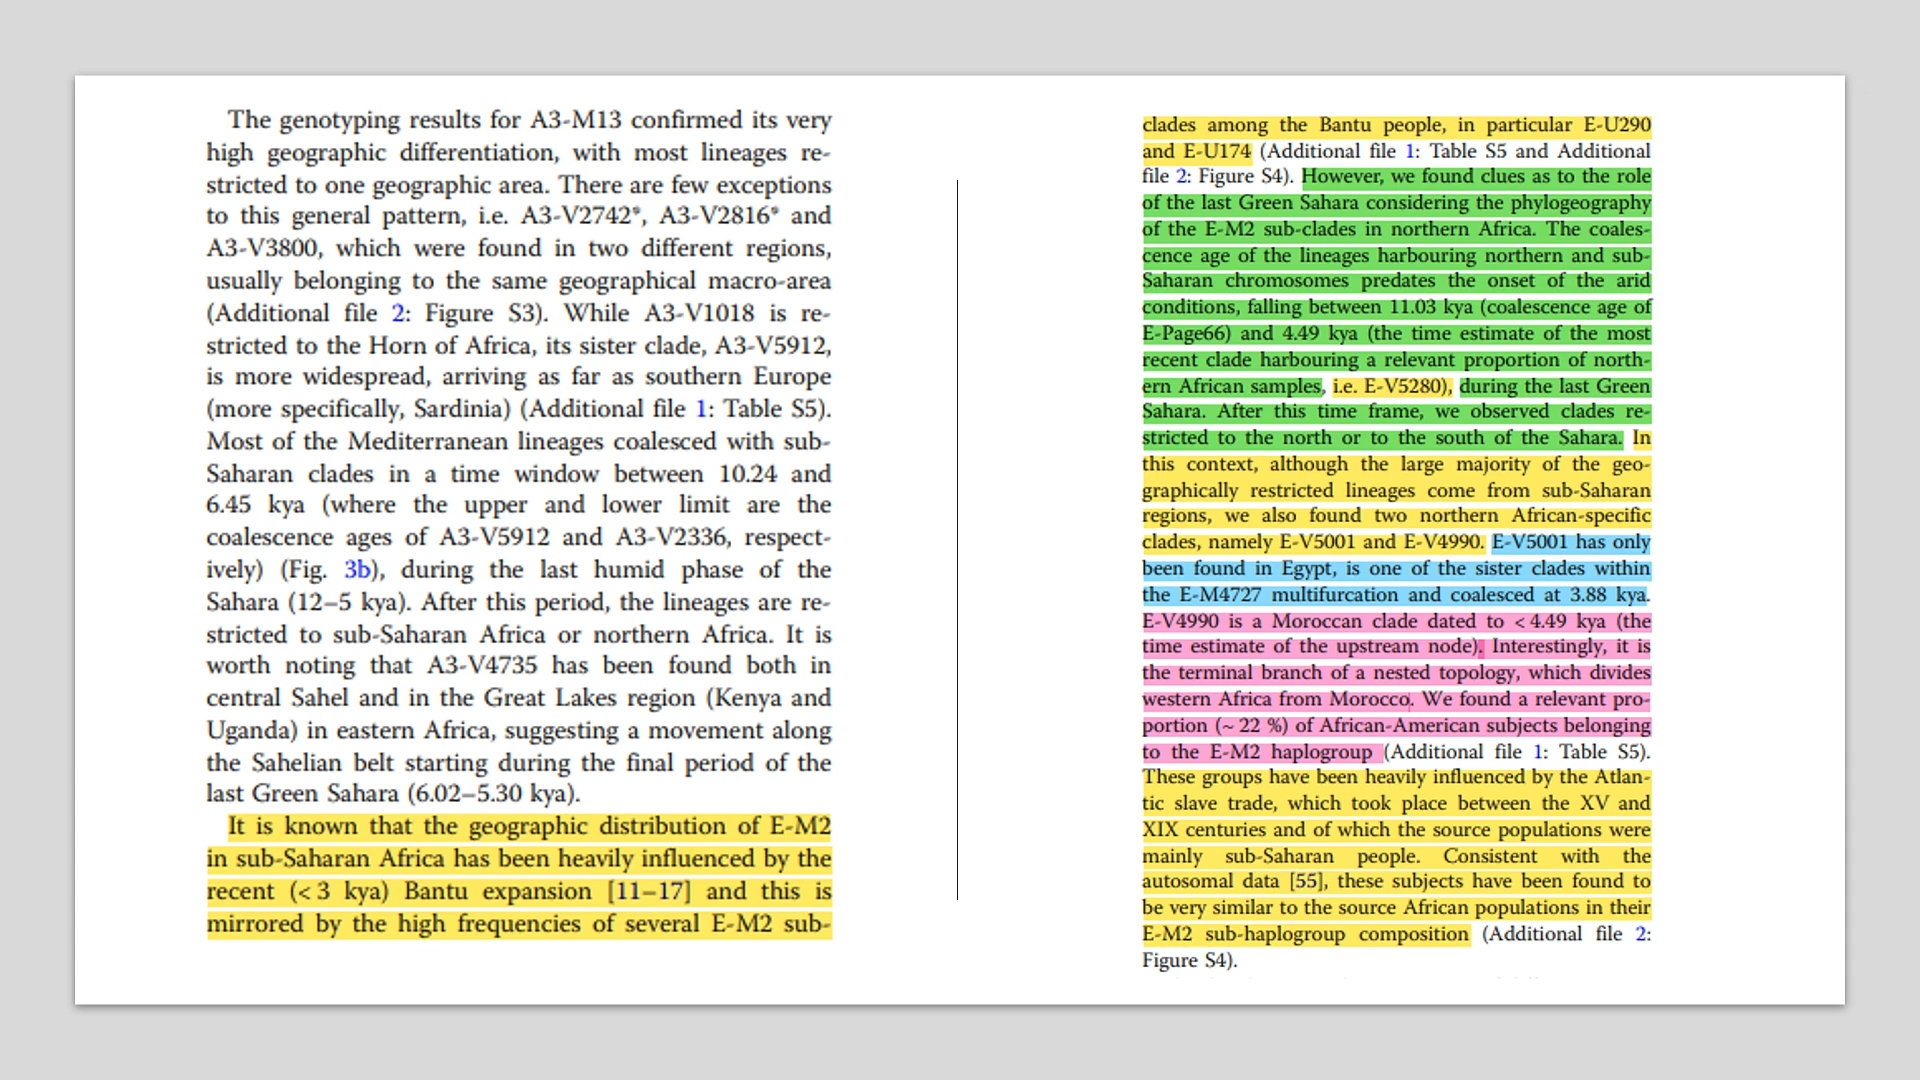 The genotyping results for A3-M13 confirmed its very
high geographic differentiation, with most lineages re-
stricted to one geographic area. There are few exceptions
to this general pattern, i.e. A3-V2742*, A3-V2816* and
A3-V3800, which were found in two different regions,
usually belonging to the same geographical macro-area
(Additional file 2: Figure S3). While A3-V1018 is re-
stricted to the Horn of Africa, its sister clade, A3-V5912,
is more widespread, arriving as far as southern Europe
(more specifically, Sardinia) (Additional file 1: Table S5).
Most of the Mediterranean lineages coalesced with sub-
Saharan clades in a time window between 10.24 and
6.45 kya (where the upper and lower limit are the
coalescence ages of A3-V5912 and A3-V2336, respect-
ively) (Fig. 3b), during the last humid phase of the
Sahara (12–5 kya). After this period, the lineages are re-
stricted to sub-Saharan Africa or northern Africa. It is
worth noting that A3-V4735 has been found both in
central Sahel and in the Great Lakes region (Kenya and
Uganda) in eastern Africa, suggesting a movement along
the Sahelian belt starting during the final period of the
last Green Sahara (6.02–5.30 kya).
It is known that the geographic distribution of E-M2
in sub-Saharan Africa has been heavily influenced by the
recent (< 3 kya) Bantu expansion [11–17] and this is
mirrored by the high frequencies of several E-M2 sub-
clades among the Bantu people, in particular E-U290
and E-U174 (Additional file 1: Table S5 and Additional
file 2: Figure S4). However, we found clues as to the role
of the last Green Sahara considering the phylogeography
of the E-M2 sub-clades in northern Africa. The coales-
cence age of the lineages harbouring northern and sub-
Saharan chromosomes predates the onset of the arid
conditions, falling between 11.03 kya (coalescence age of
E-Page66) and 4.49 kya (the time estimate of the most
recent clade harbouring a relevant proportion of north-
ern African samples, i.e. E-V5280), during the last Green
Sahara. After this time frame, we observed clades re-
stricted to the north or to the south of the Sahara. In
this context, although the large majority of the geo-
graphically restricted lineages come from sub-Saharan
regions, we also found two northern African-specific
clades, namely E-V5001 and E-V4990. E-V5001 has only
been found in Egypt, is one of the sister clades within
the E-M4727 multifurcation and coalesced at 3.88 kya.
E-V4990 is a Moroccan clade dated to < 4.49 kya (the
time estimate of the upstream node). Interestingly, it is
the terminal branch of a nested topology, which divides
western Africa from Morocco. We found a relevant pro-
portion (~ 22 %) of African-American subjects belonging
to the E-M2 haplogroup (Additional file 1: Table S5).
These groups have been heavily influenced by the Atlan-
tic slave trade, which took place between the XV and
XIX centuries and of which the source populations were
mainly sub-Saharan people. Consistent with the
autosomal data [55], these subjects have been found to
be very similar to the source African populations in their
E-M2 sub-haplogroup composition (Additional file 2:
Figure S4).